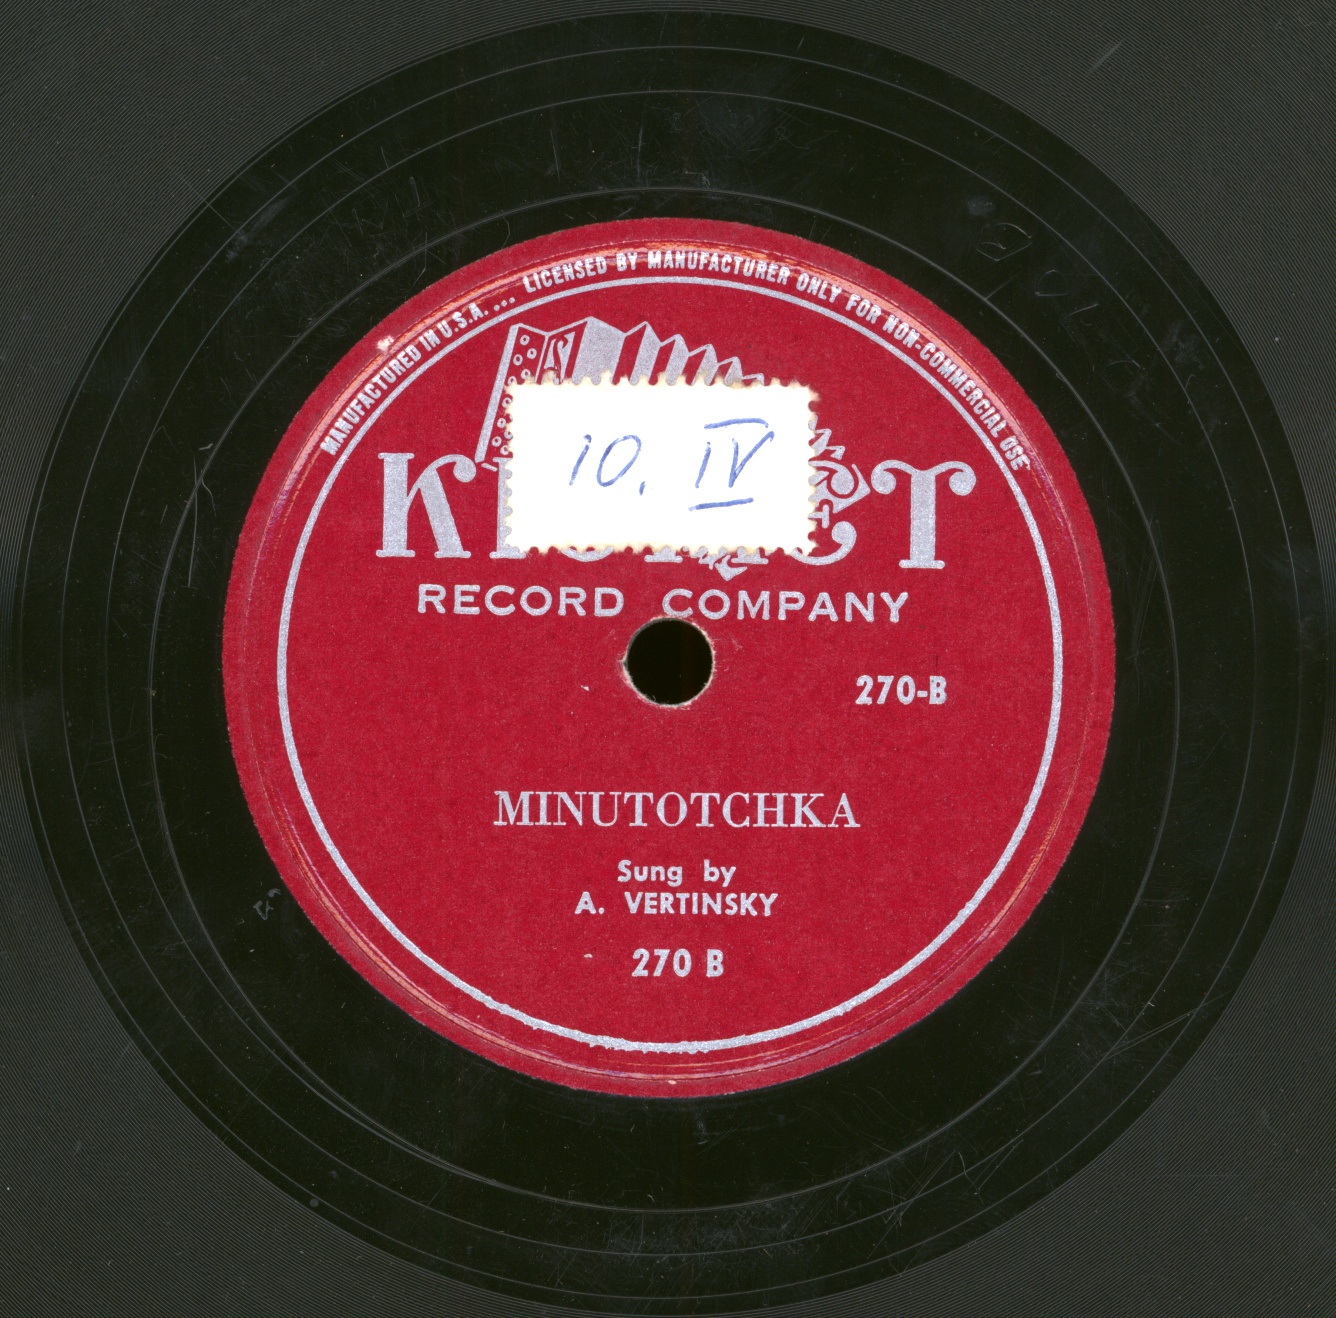 MANUFACTURED IN U.S.A. ... LICENSED BY MANUFACTURER ONLY FOR NON-COMMERCIAL USE
10. IV
RECORD COMPANY
270-B
MINUTOTCHKA
Sung by
A. VERTINSKY
270 B